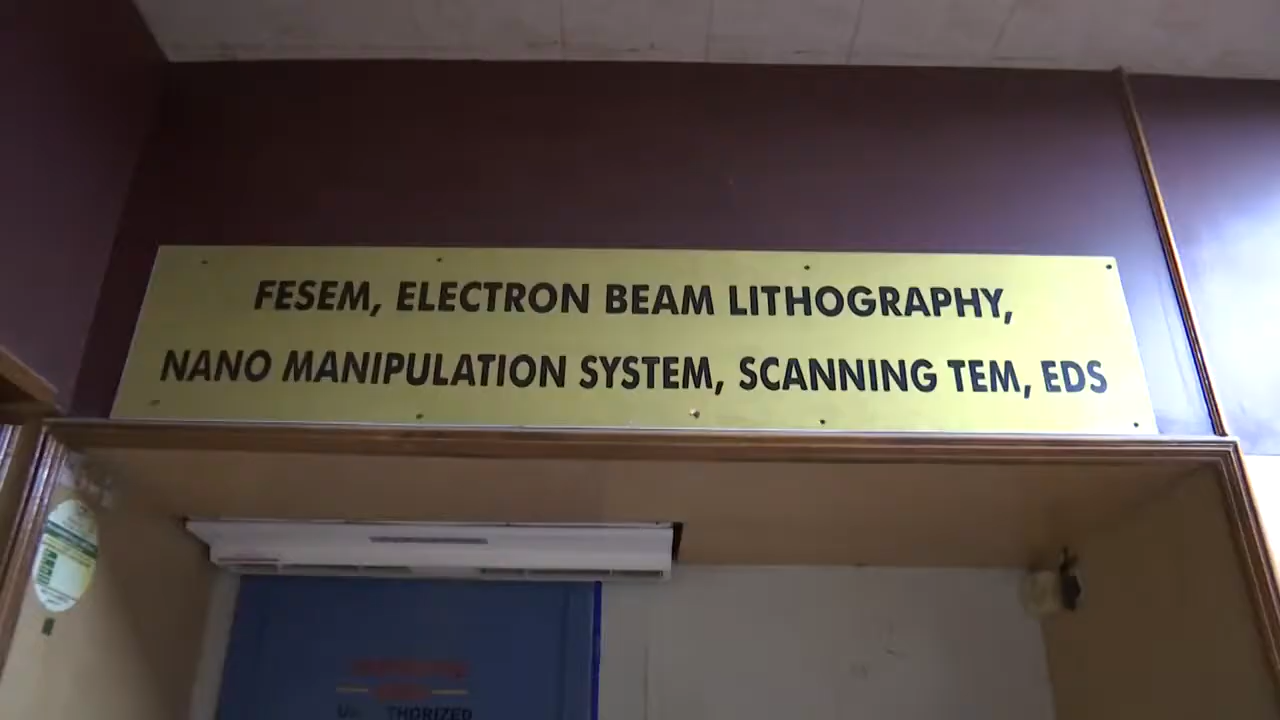 FESEM, ELECTRON BEAM LITHOGRAPHY,
NANO MANIPULATION SYSTEM, SCANNING TEM, EDS